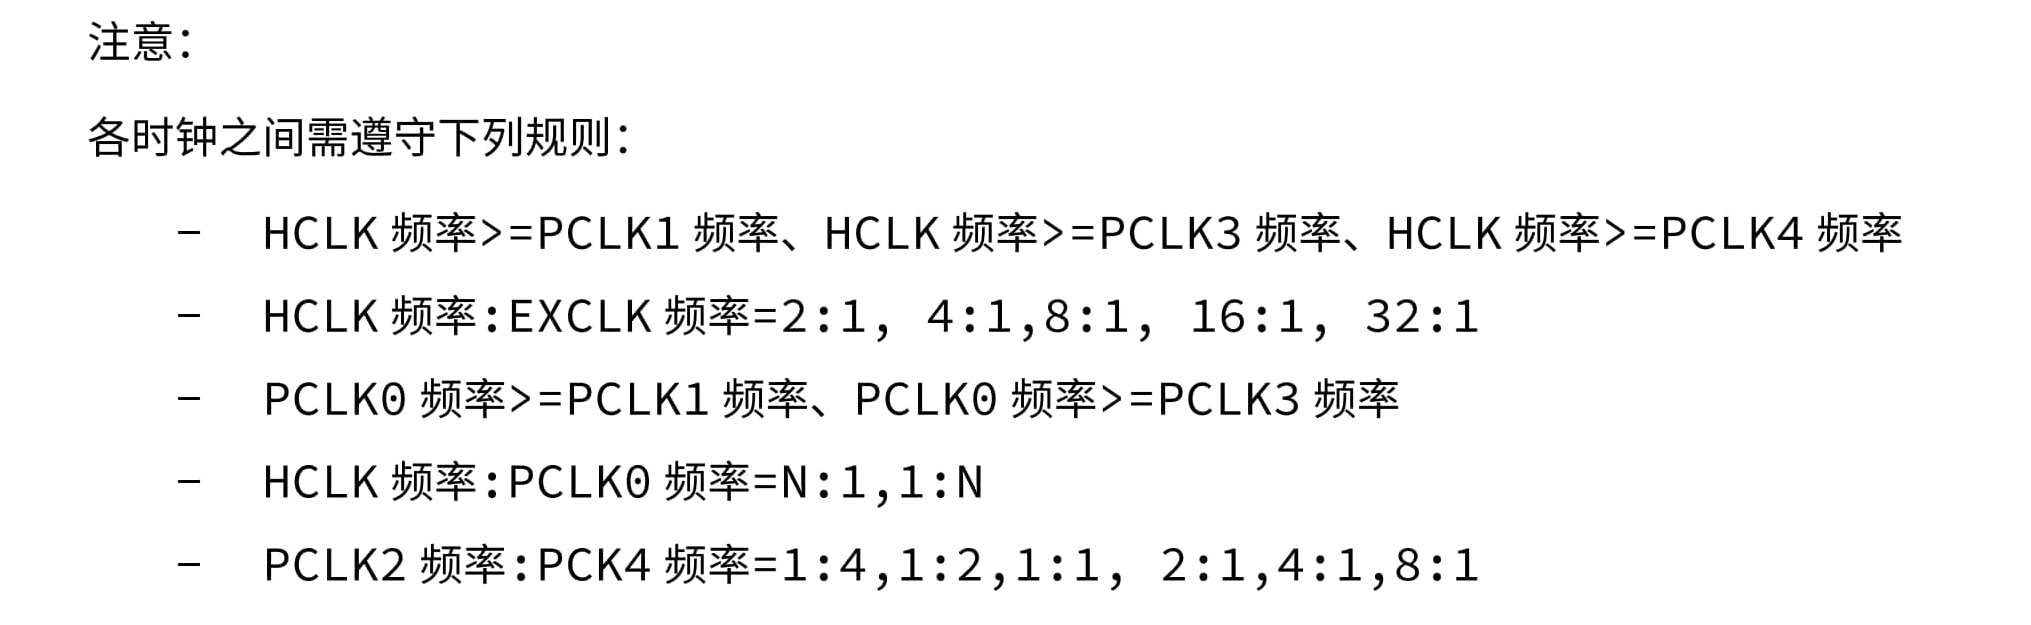 注意：
各时钟之间需遵守下列规则：
– HCLK 频率>=PCLK1 频率、HCLK 频率>=PCLK3 频率、HCLK 频率>=PCLK4 频率
– HCLK 频率:EXCLK 频率=2:1, 4:1,8:1, 16:1, 32:1
– PCLK0 频率>=PCLK1 频率、PCLK0 频率>=PCLK3 频率
– HCLK 频率:PCLK0 频率=N:1,1:N
– PCLK2 频率:PCK4 频率=1:4,1:2,1:1, 2:1,4:1,8:1